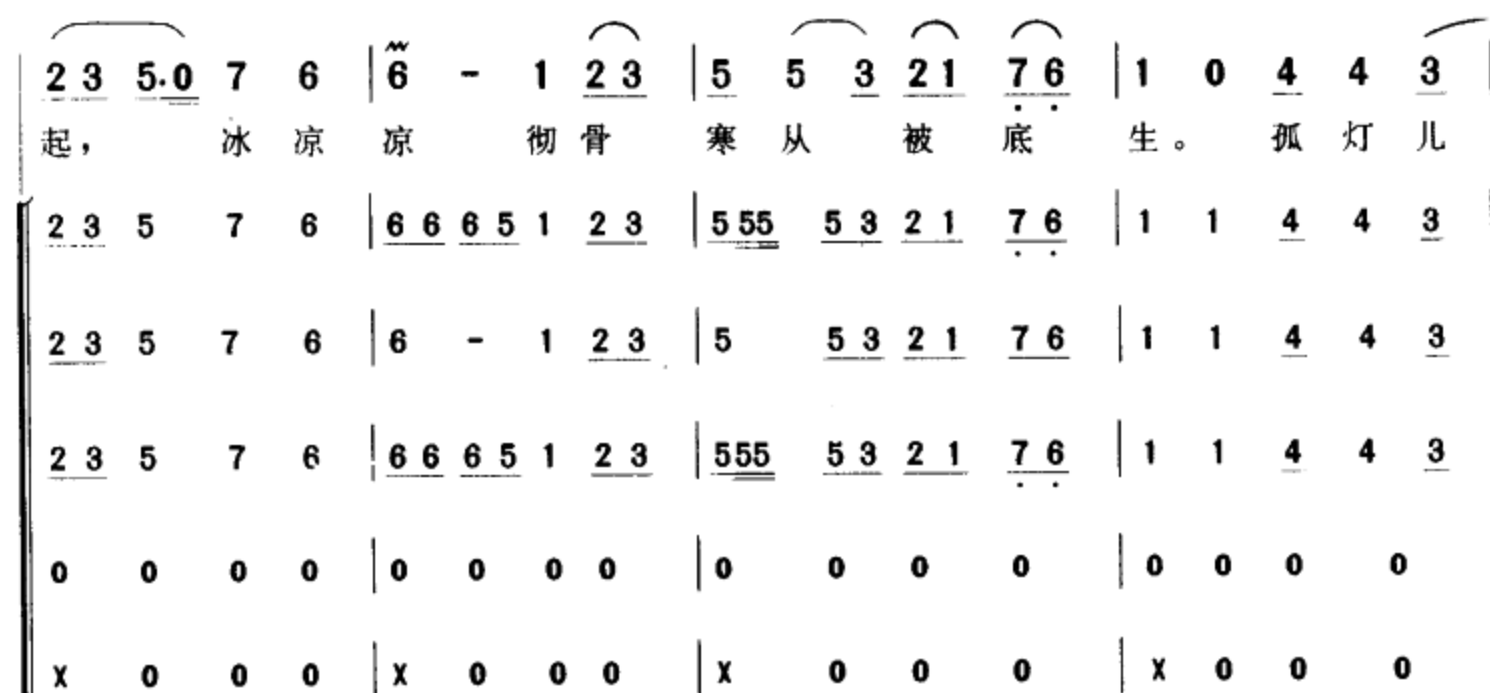 2 3 5·0 7 6 | 6 - 1 2 3 | 5 5 3 2 1 7 6 | 1 0 4 4 3 |
起， 冰 凉 凉 彻 骨 寒 从 被 底 生。 孤 灯 儿
2 3 5 7 6 | 6 6 6 5 1 2 3 | 5 55 5 3 2 1 7 6 | 1 1 4 4 3
2 3 5 7 6 | 6 - 1 2 3 | 5 5 3 2 1 7 6 | 1 1 4 4 3
2 3 5 7 6 | 6 6 6 5 1 2 3 | 555 5 3 2 1 7 6 | 1 1 4 4 3
0 0 0 0 | 0 0 0 0 | 0 0 0 0 | 0 0 0 0
X 0 0 0 | X 0 0 0 | X 0 0 0 | X 0 0 0